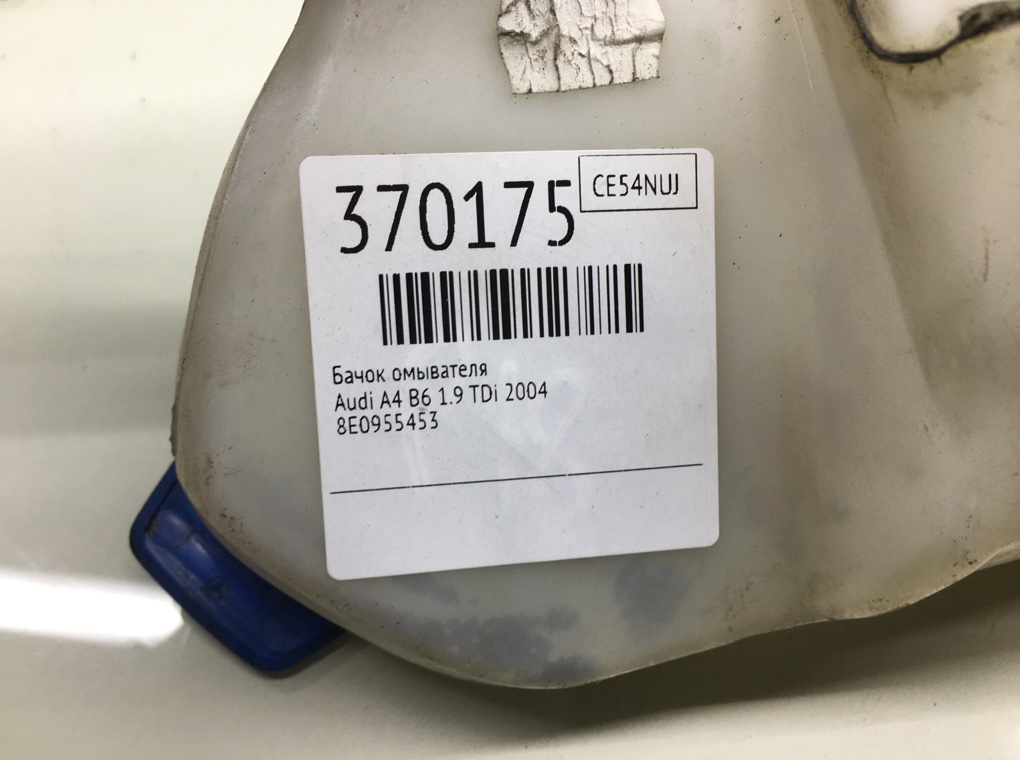 370175
CE54NUJ
Бачок омывателя
Audi A4 B6 1.9 TDi 2004
8E0955453